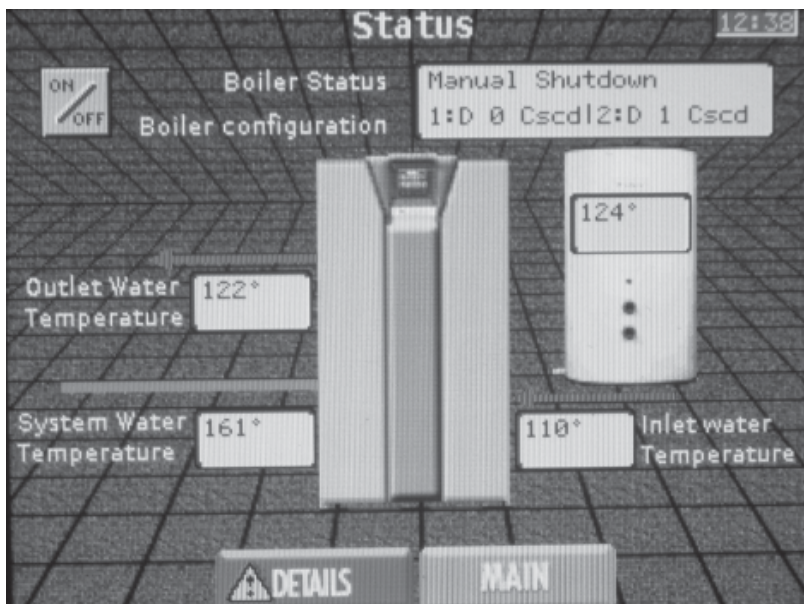 Status
12:38
ON
OFF
Boiler Status
Manual Shutdown
Boiler configuration
1:D 0 Cscd|2:D 1 Cscd
124°
Outlet Water
Temperature
122°
System Water
Temperature
161°
110°
Inlet water
Temperature
DETAILS
MAIN